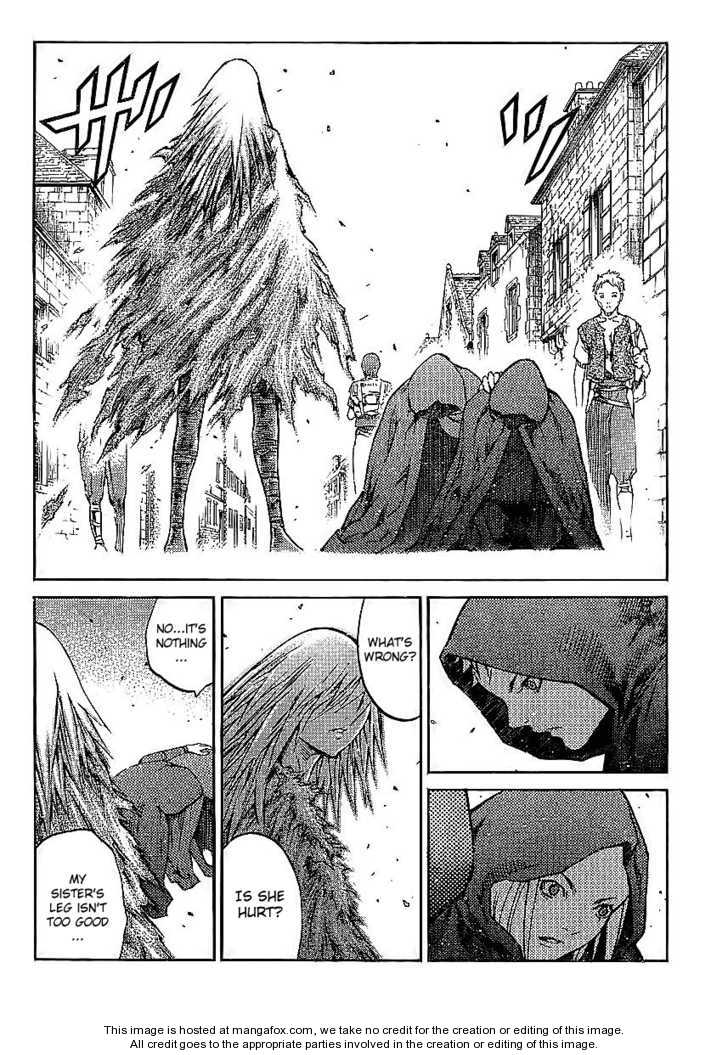 ザ
ッ
WHAT'S
WRONG?
IS SHE
HURT?
NO...IT'S
NOTHING
...
MY
SISTER'S
LEG ISN'T
TOO GOOD
...
This image is hosted at mangafox.com, we take no credit for the creation or editing of this image.
All credit goes to the appropriate parties involved in the creation or editing of this image.